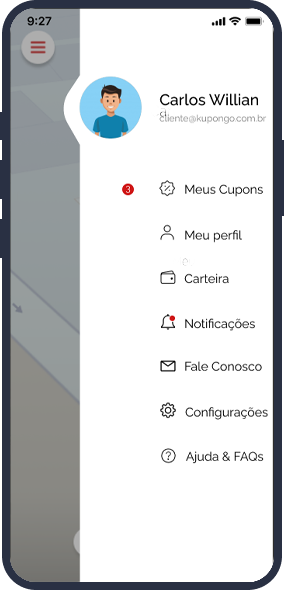 9:27
Carlos Willian
cliente@kupongo.com.br
3
Meus Cupons
Meu perfil
Carteira
Notificações
Fale Conosco
Configurações
Ajuda & FAQs